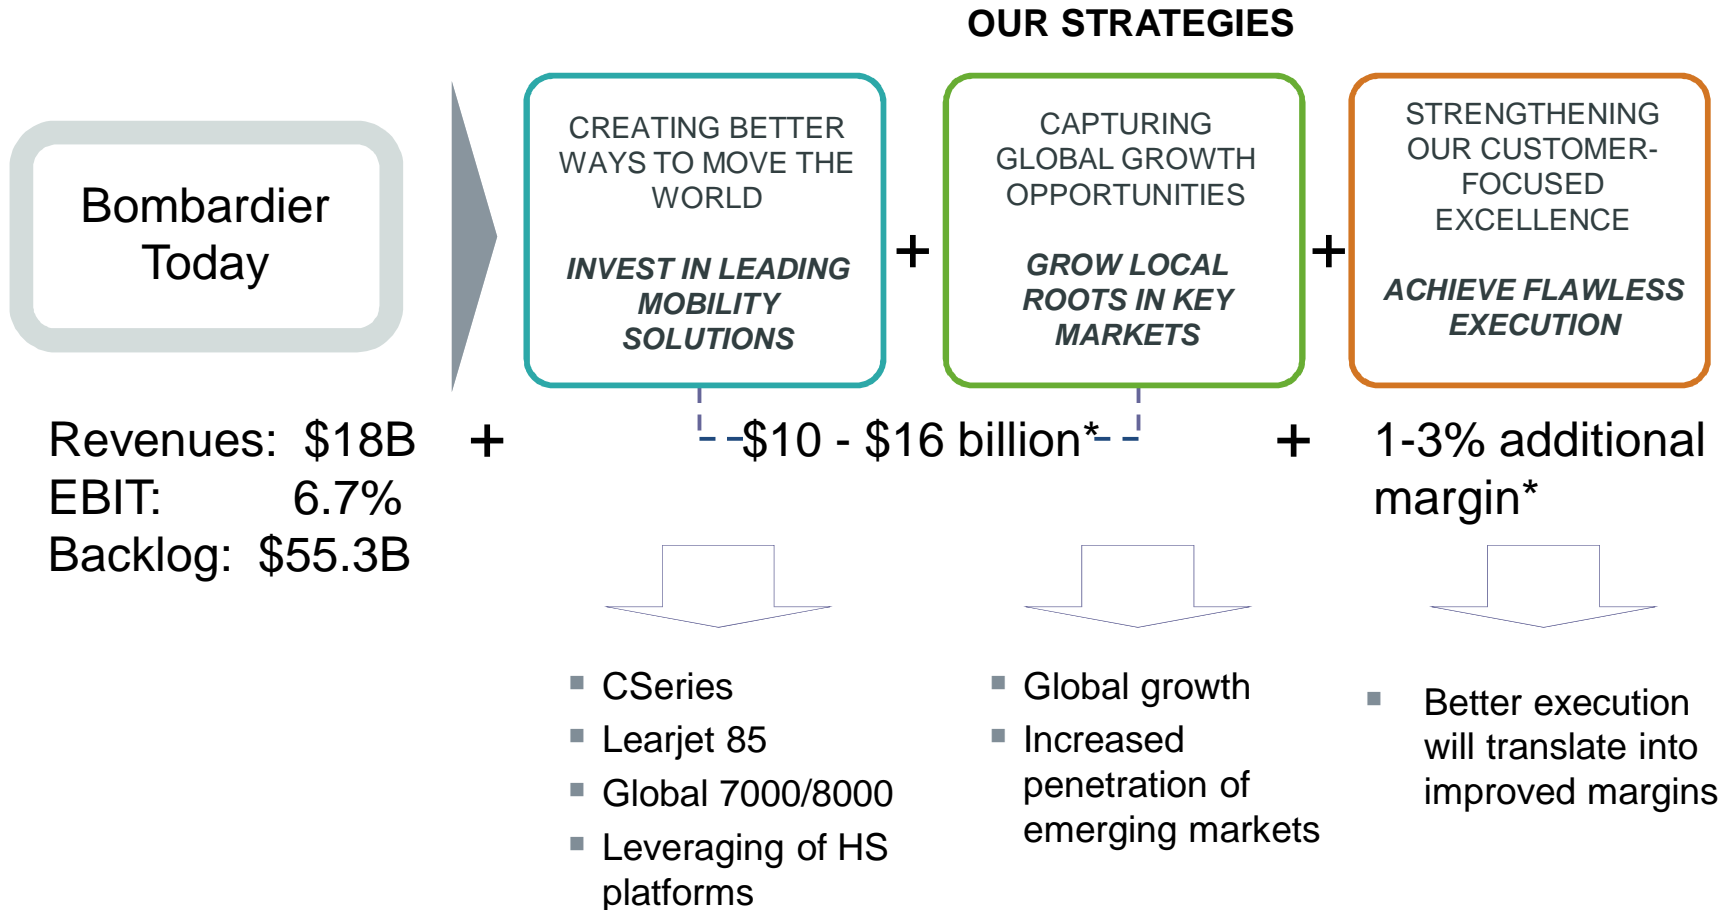 OUR STRATEGIES
Bombardier
Today
CREATING BETTER
WAYS TO MOVE THE
WORLD
INVEST IN LEADING
MOBILITY
SOLUTIONS
+
CAPTURING
GLOBAL GROWTH
OPPORTUNITIES
GROW LOCAL
ROOTS IN KEY
MARKETS
+
STRENGTHENING
OUR CUSTOMER-
FOCUSED
EXCELLENCE
ACHIEVE FLAWLESS
EXECUTION
Revenues: $18B
EBIT: 6.7%
Backlog: $55.3B
+
$10 - $16 billion*
+
1-3% additional
margin*
CSeries
Learjet 85
Global 7000/8000
Leveraging of HS
platforms
Global growth
Increased
penetration of
emerging markets
Better execution
will translate into
improved margins